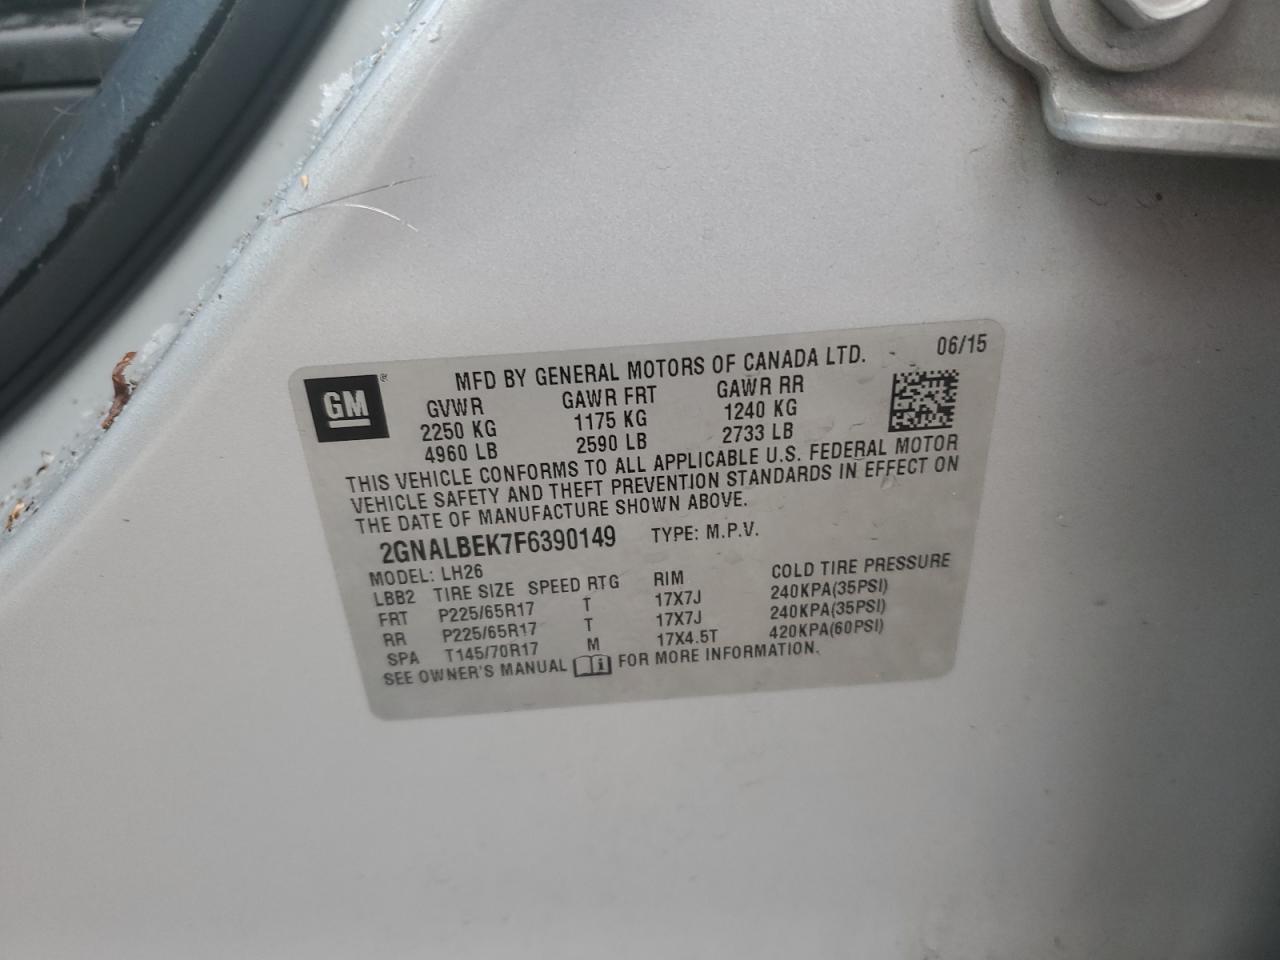 GM ®
MFD BY GENERAL MOTORS OF CANADA LTD. 06/15
GVWR GAWR FRT GAWR RR
2250 KG 1175 KG 1240 KG
4960 LB 2590 LB 2733 LB
THIS VEHICLE CONFORMS TO ALL APPLICABLE U.S. FEDERAL MOTOR
VEHICLE SAFETY AND THEFT PREVENTION STANDARDS IN EFFECT ON
THE DATE OF MANUFACTURE SHOWN ABOVE.
2GNALBEK7F6390149 TYPE: M.P.V.
MODEL: LH26
LBB2 TIRE SIZE SPEED RTG RIM COLD TIRE PRESSURE
FRT P225/65R17 T 17X7J 240KPA(35PSI)
RR P225/65R17 T 17X7J 240KPA(35PSI)
SPA T145/70R17 M 17X4.5T 420KPA(60PSI)
SEE OWNER'S MANUAL i FOR MORE INFORMATION.